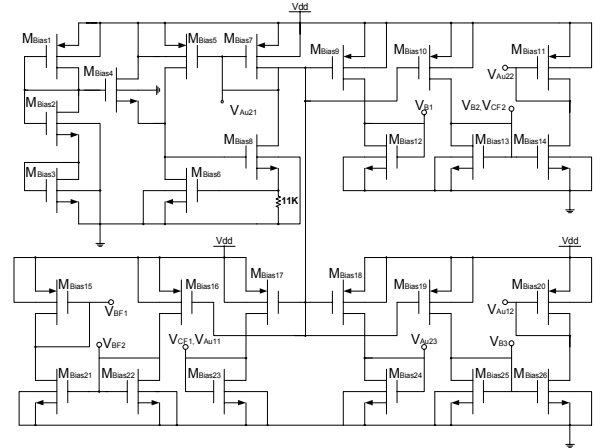 Vdd
MBias1
MBias5
MBias7
MBias9
MBias10
MBias11
MBias4
VAu22
MBias2
VAu21
VB1
VB2,VCF2
MBias8
MBias12
MBias13
MBias14
MBias3
MBias6
11K
Vdd
Vdd
MBias15
MBias16
MBias17
MBias18
MBias19
MBias20
VBF1
VAu12
VBF2
VCF1,VAu11
VAu23
VB3
MBias21
MBias22
MBias23
MBias24
MBias25
MBias26